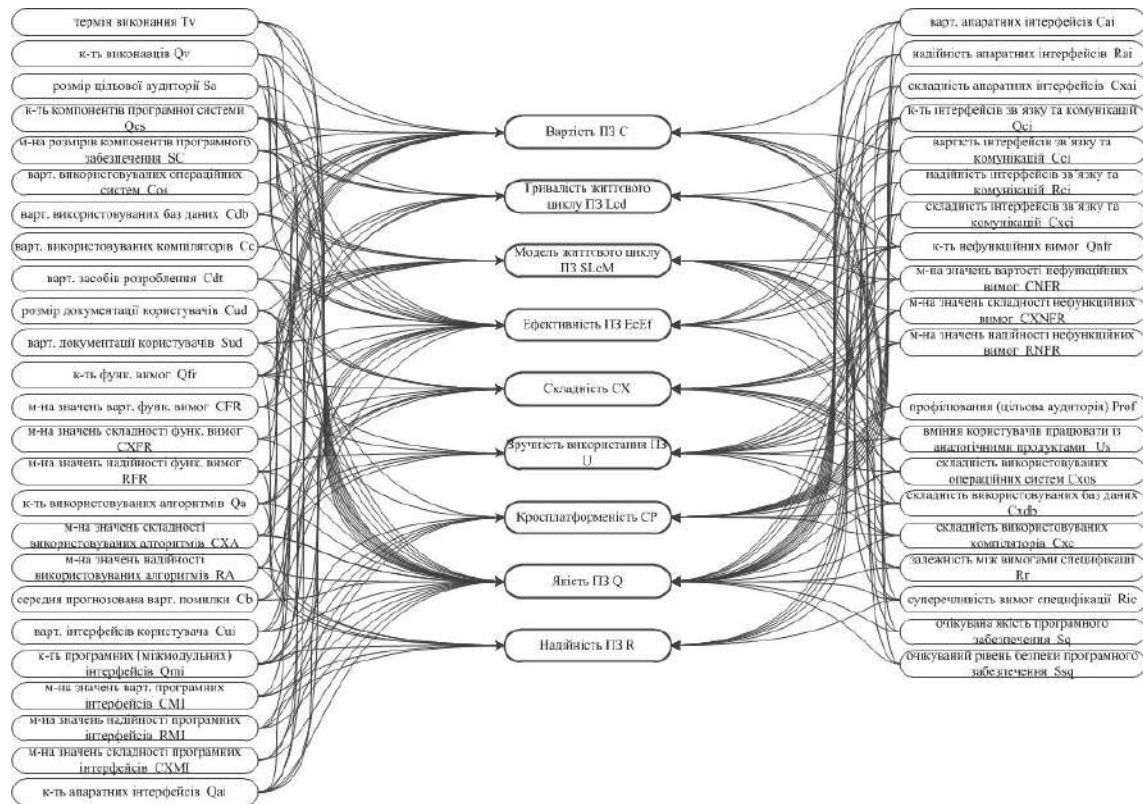 термін виконання Tv
к-ть виконавців Qv
розмір цільової аудиторії Sa
к-ть компонентів програмної системи
Qcs
м-на розмірів компонентів програмного
забезпечення SC
варт. використовуваних операційних
систем Cos
варт. використовуваних баз даних Cdb
варт. використовуваних компіляторів Cc
варт. засобів розроблення Cdt
розмір документації користувачів Cud
варт. документації користувачів Sud
к-ть функ. вимог Qfr
м-на значень варт. функ. вимог CFR
м-на значень складності функ. вимог
CXFR
м-на значень надійності функ. вимог
RFR
к-ть використовуваних алгоритмів Qa
м-на значень складності
використовуваних алгоритмів CXA
м-на значень надійності
використовуваних алгоритмів RA
середня прогнозована варт. помилки Cb
варт. інтерфейсів користувача Cui
к-ть програмних (міжмодульних)
інтерфейсів Qmi
м-на значень варт. програмних
інтерфейсів CMI
м-на значень надійності програмних
інтерфейсів RMI
м-на значень складності програмних
інтерфейсів CXMI
к-ть апаратних інтерфейсів Qai
Вартість ПЗ C
Тривалість життєвого
циклу ПЗ Lcd
Модель життєвого циклу
ПЗ SLcM
Ефективність ПЗ EcEf
Складність CX
Зручність використання ПЗ
U
Кросплатформеність CP
Якість ПЗ Q
Надійність ПЗ R
варт. апаратних інтерфейсів Cai
надійність апаратних інтерфейсів Rai
складність апаратних інтерфейсів Cxai
к-ть інтерфейсів зв'язку та комунікацій
Qci
вартість інтерфейсів зв'язку та
комунікацій Cci
надійність інтерфейсів зв'язку та
комунікацій Rci
складність інтерфейсів зв'язку та
комунікацій Cxci
к-ть нефункційних вимог Qnfr
м-на значень вартості нефункційних
вимог CNFR
м-на значень складності нефункційних
вимог CXNFR
м-на значень надійності нефункційних
вимог RNFR
профілювання (цільова аудиторія) Prof
вміння користувачів працювати із
аналогічними продуктами Us
складність використовуваних
операційних систем Cxos
складність використовуваних баз даних
Cxdb
складність використовуваних
компіляторів Cxc
залежність між вимогами специфікації
Rr
суперечливість вимог специфікації Ric
очікувана якість програмного
забезпечення Sq
очікуваний рівень безпеки програмного
забезпечення Ssq